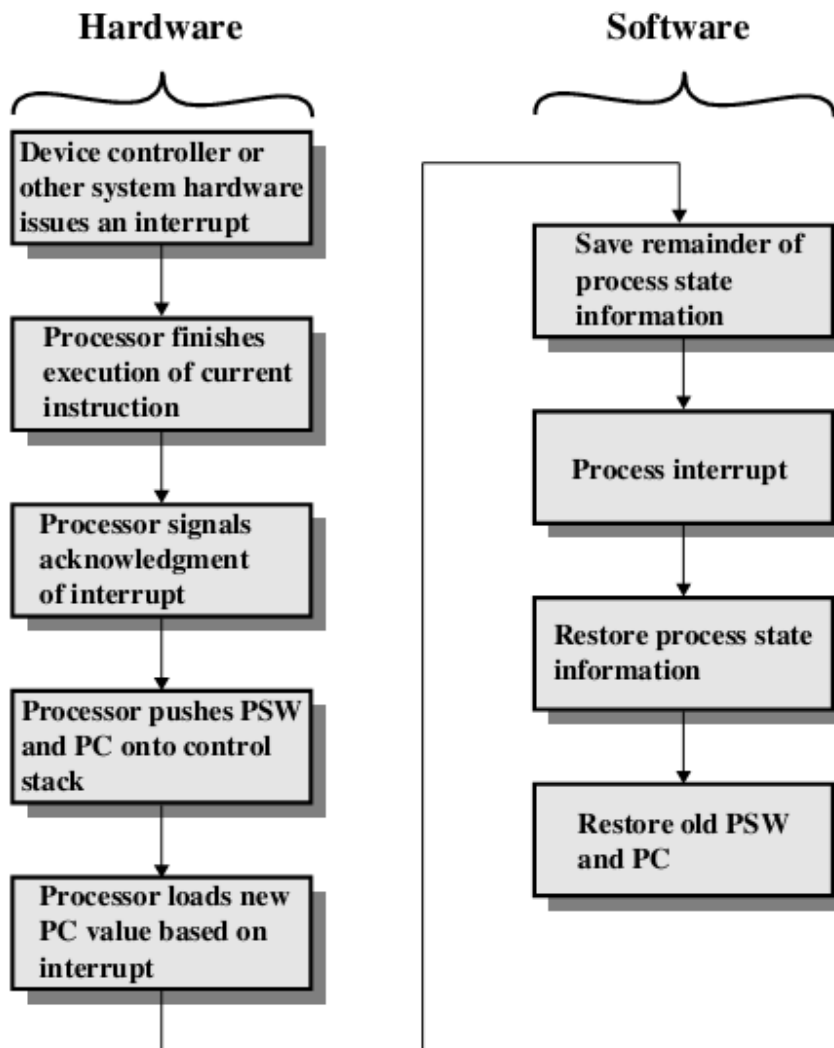 Hardware
Device controller or
other system hardware
issues an interrupt
Processor finishes
execution of current
instruction
Processor signals
acknowledgment
of interrupt
Processor pushes PSW
and PC onto control
stack
Processor loads new
PC value based on
interrupt
Software
Save remainder of
process state
information
Process interrupt
Restore process state
information
Restore old PSW
and PC